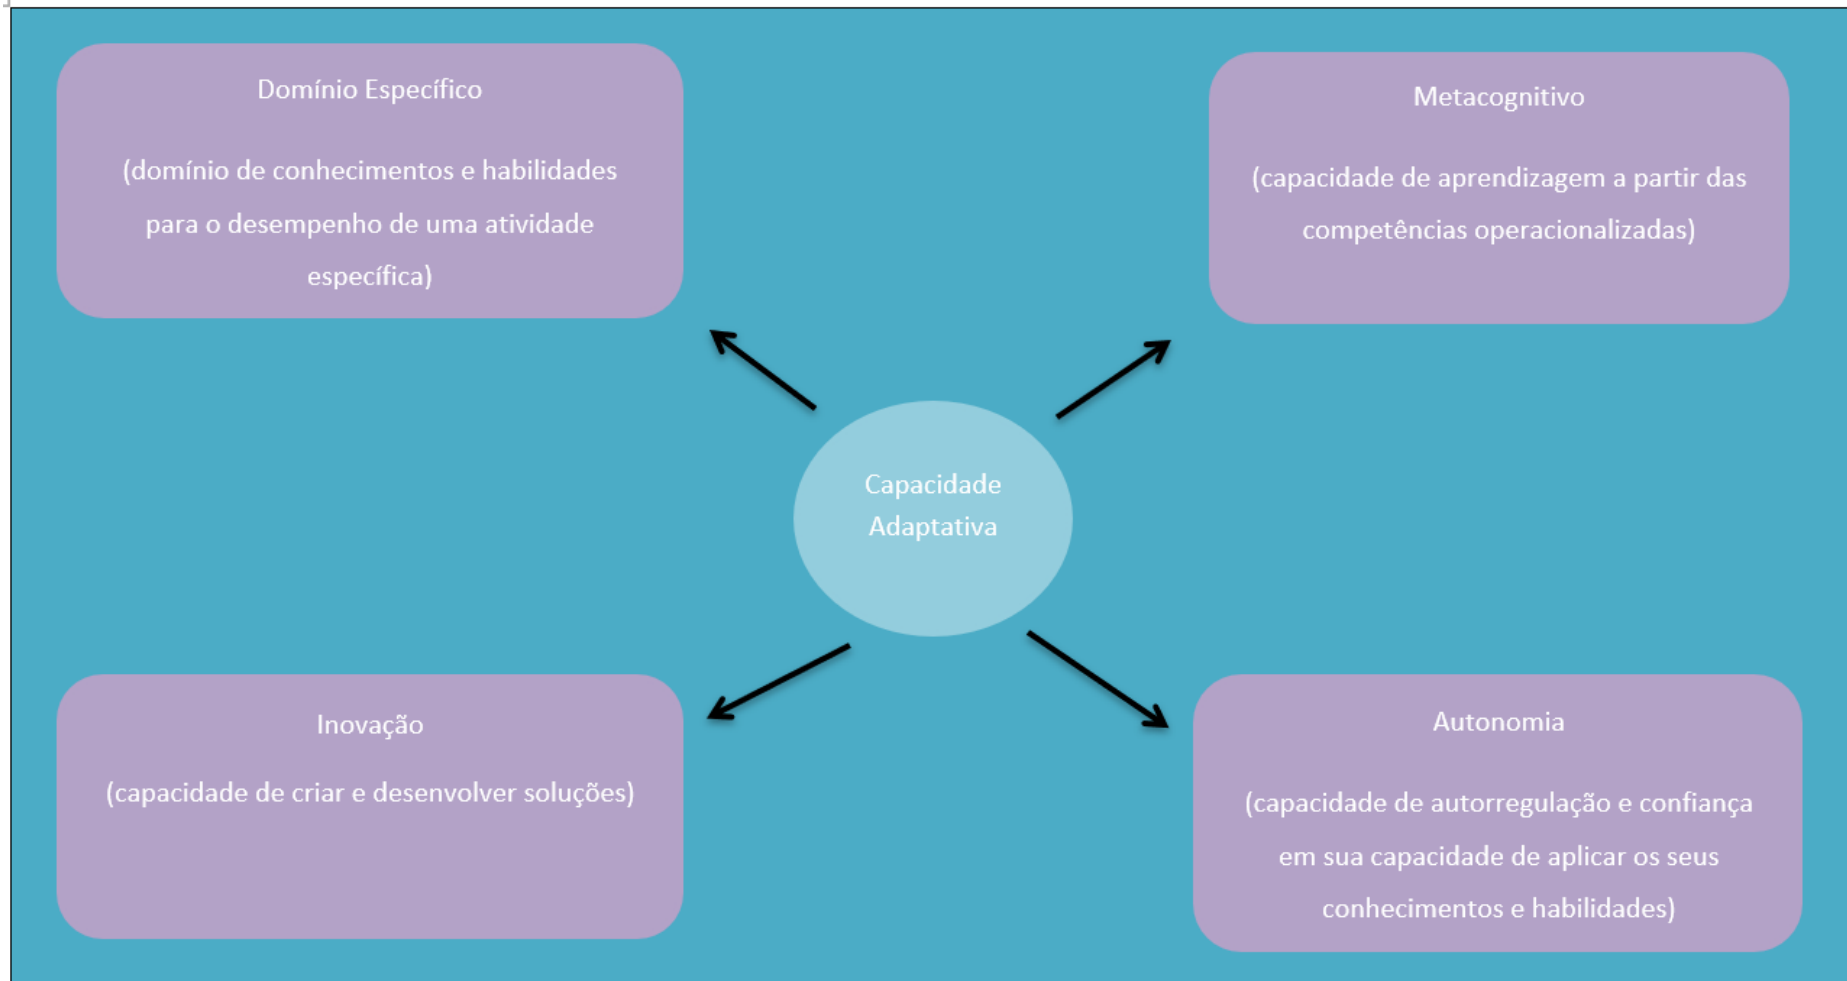 Domínio Específico
(domínio de conhecimentos e habilidades
para o desempenho de uma atividade
específica)
Metacognitivo
(capacidade de aprendizagem a partir das
competências operacionalizadas)
Capacidade
Adaptativa
Inovação
(capacidade de criar e desenvolver soluções)
Autonomia
(capacidade de autorregulação e confiança
em sua capacidade de aplicar os seus
conhecimentos e habilidades)